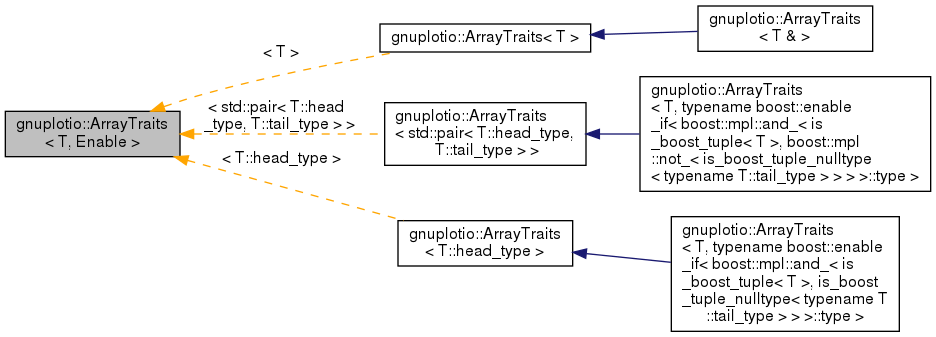 gnuplotio::ArrayTraits
< T, Enable >
< T >
< std::pair< T::head
_type, T::tail_type > >
< T::head_type >
gnuplotio::ArrayTraits< T >
gnuplotio::ArrayTraits
< T & >
gnuplotio::ArrayTraits
< std::pair< T::head_type,
T::tail_type > >
gnuplotio::ArrayTraits
< T, typename boost::enable
_if< boost::mpl::and_< is
_boost_tuple< T >, boost::mpl
::not_< is_boost_tuple_nulltype
< typename T::tail_type > > > >::type >
gnuplotio::ArrayTraits
< T::head_type >
gnuplotio::ArrayTraits
< T, typename boost::enable
_if< boost::mpl::and_< is
_boost_tuple< T >, is_boost
_tuple_nulltype< typename T
::tail_type > > >::type >